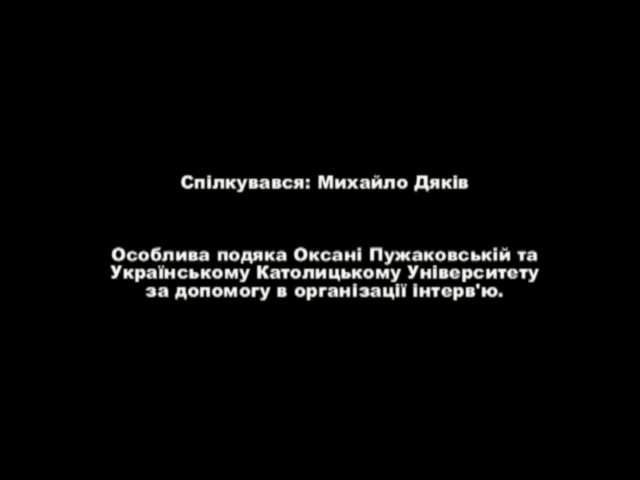 Спілкувався: Михайло Дяків
Особлива подяка Оксані Пужаковській та
Українському Католицькому Університету
за допомогу в організації інтерв'ю.